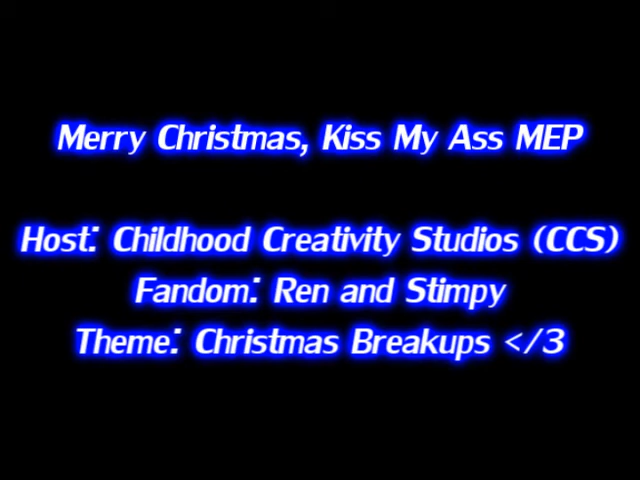 Merry Christmas, Kiss My Ass MEP
Host: Childhood Creativity Studios (CCS)
Fandom: Ren and Stimpy
Theme: Christmas Breakups </3